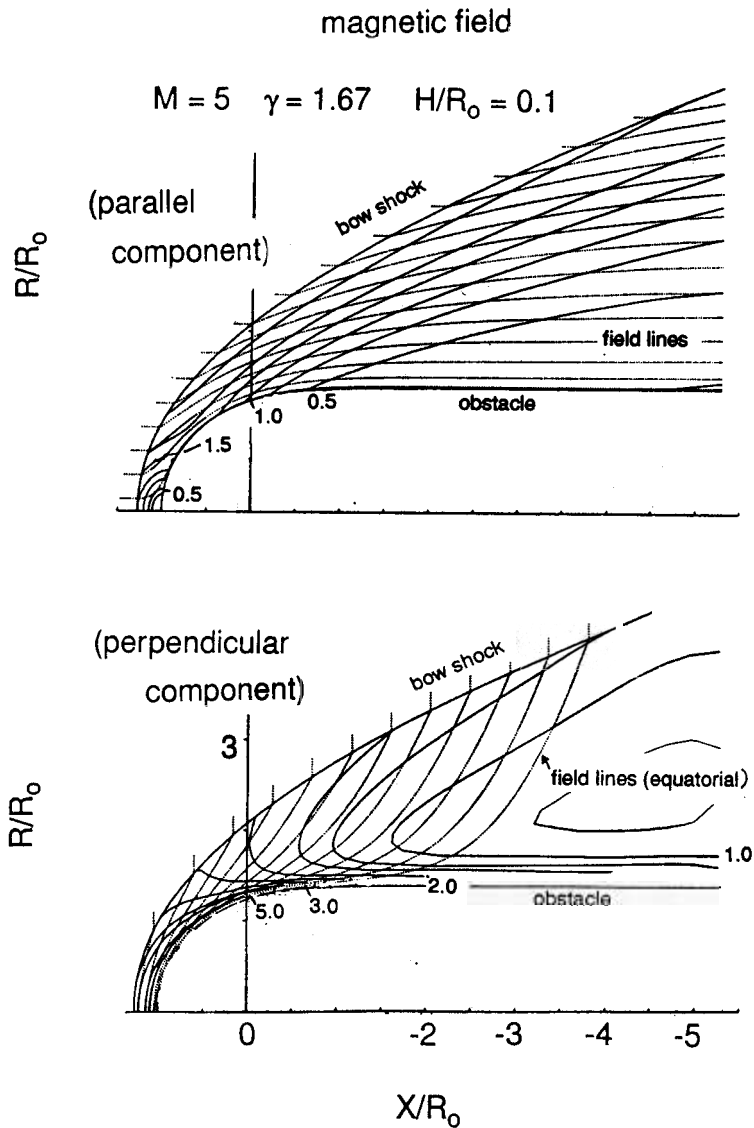 magnetic field
M = 5 γ = 1.67 H/Ro = 0.1
(parallel
component)
bow shock
R/Ro
field lines
0.5
1.0
obstacle
1.5
0.5
(perpendicular
component)
bow shock
3
R/Ro
field lines (equatorial)
1.0
2.0
5.0
3.0
obstacle
0 -2 -3 -4 -5
X/Ro